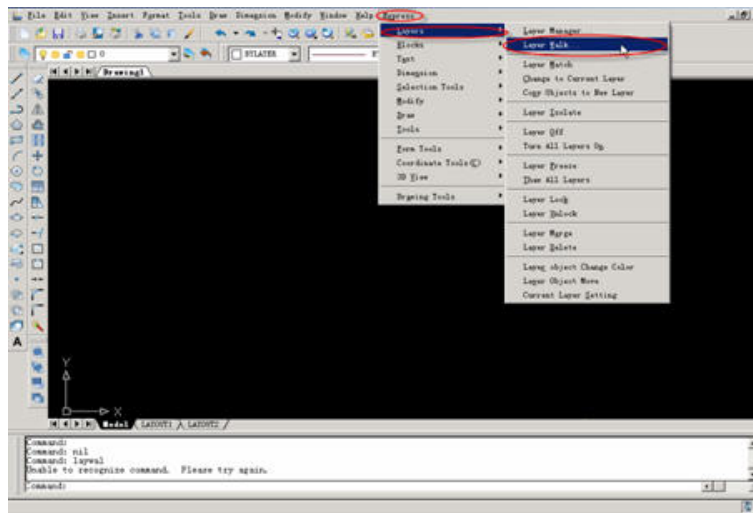 File Edit View Insert Format Tools Draw Dimension Modify Window Help Express
0
BYLAYER
Drawing1
Layers
Blocks
Text
Dimension
Selection Tools
Modify
Draw
Tools
Form Tools
Coordinate Tools(C)
3D View
Drawing Tools
Layer Manager
Layer Walk
Layer Match
Change to Current Layer
Copy Objects to New Layer
Layer Isolate
Layer Off
Turn All Layers On
Layer Freeze
Thaw All Layers
Layer Lock
Layer Unlock
Layer Merge
Layer Delete
Layer object Change Color
Layer Object Move
Current Layer Setting
A
Y
X
Model LAYOUT1 LAYOUT2
Command:
Command: nil
Command: laywal
Unable to recognize command. Please try again.
Command: